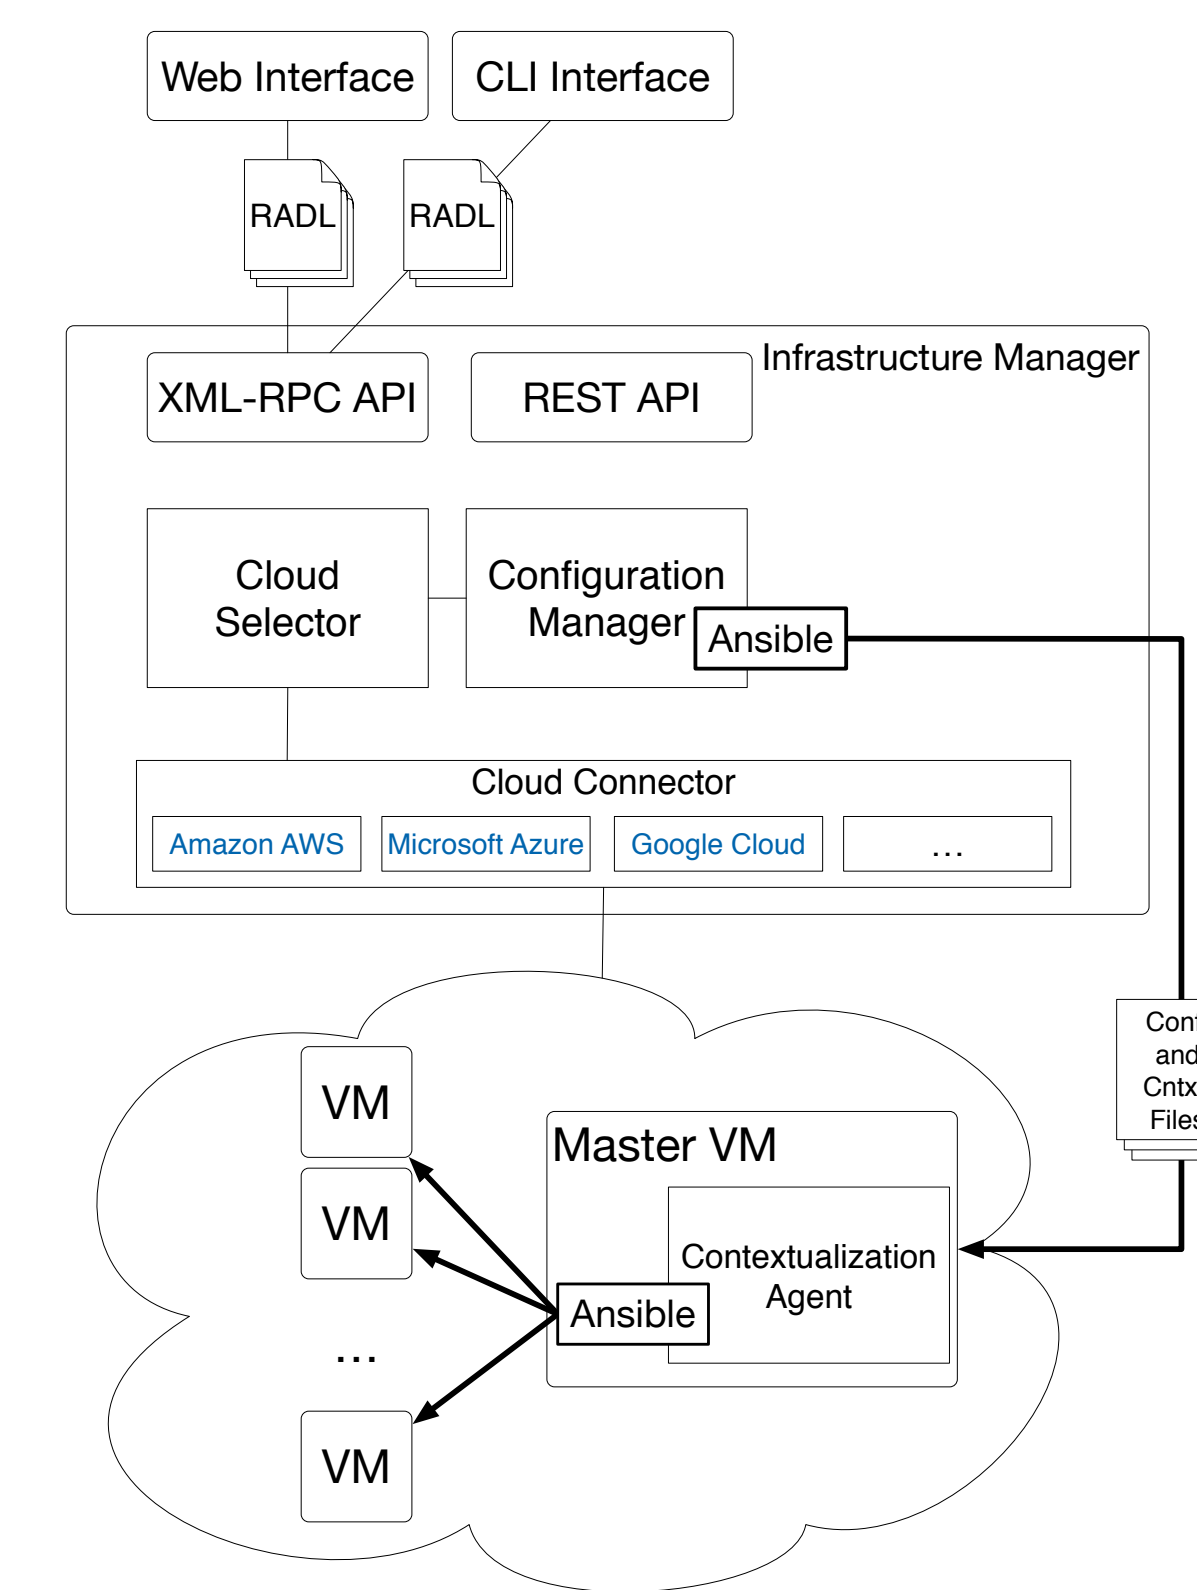 Web Interface
CLI Interface
RADL
RADL
Infrastructure Manager
XML-RPC API
REST API
Cloud
Selector
Configuration
Manager
Ansible
Cloud Connector
Amazon AWS
Microsoft Azure
Google Cloud
...
and
VM
Master VM
VM
Contextualization
Agent
Ansible
...
VM